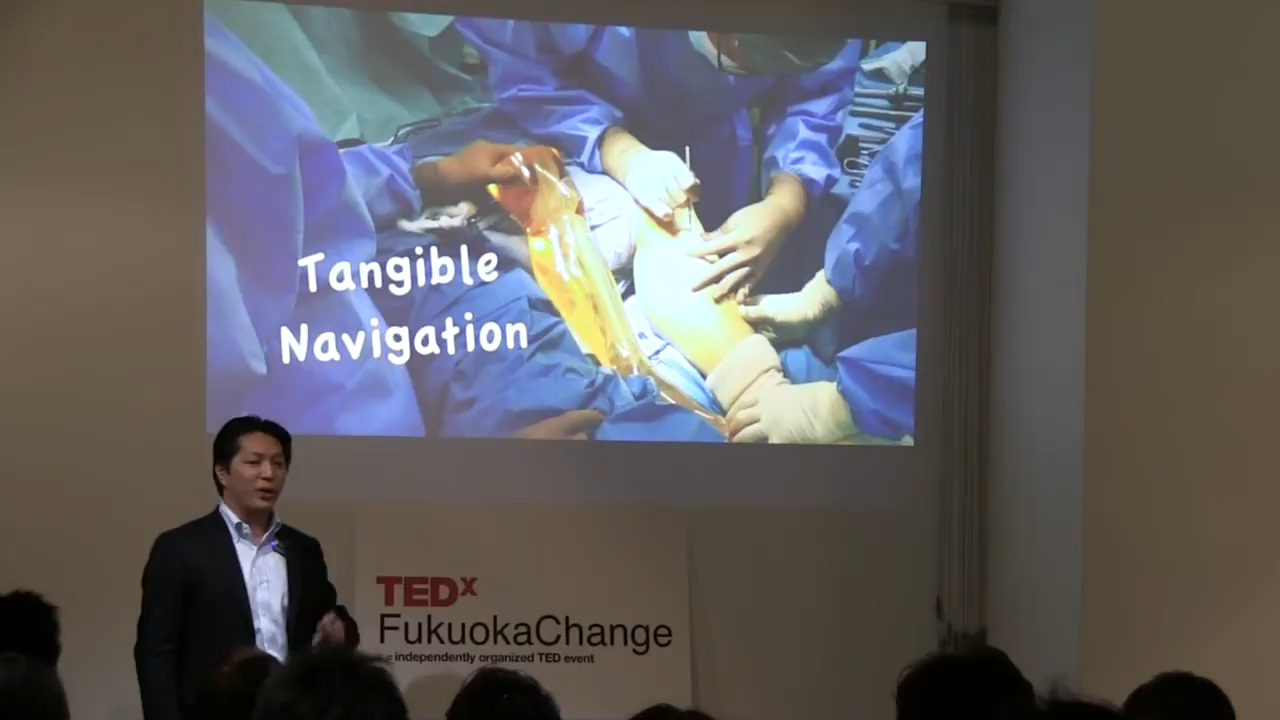 Tangible
Navigation
TEDx
FukuokaChange
= independently organized TED event